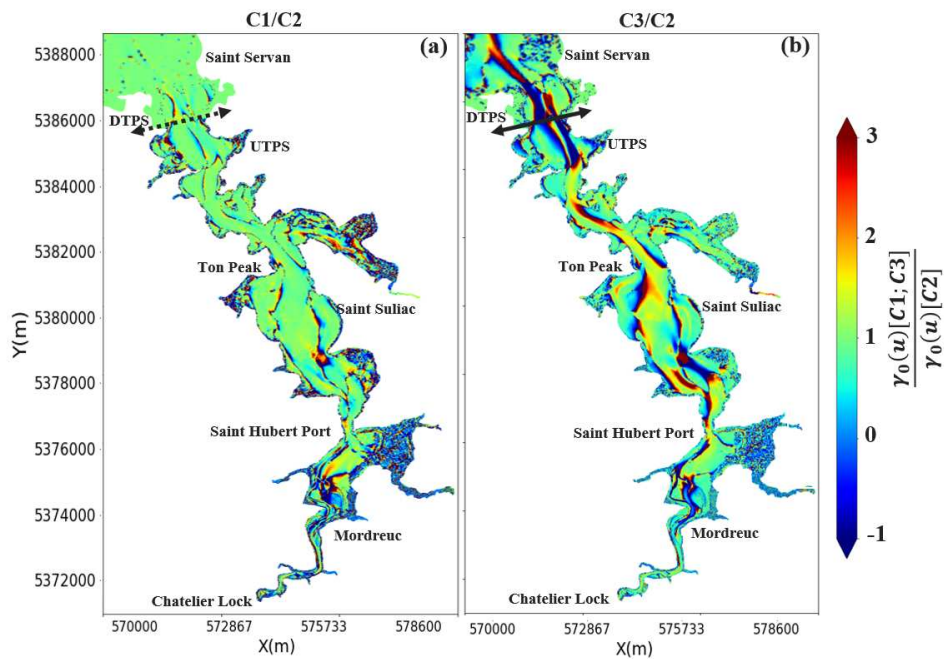 C1/C2
C3/C2
(a)
(b)
5388000
5386000
5384000
5382000
5380000
5378000
5376000
5374000
5372000
Y(m)
Saint Servan
DTPS
UTPS
Ton Peak
Saint Suliac
Saint Hubert Port
Mordreuc
Chatelier Lock
570000
572867
575733
578600
X(m)
Saint Servan
DTPS
UTPS
Ton Peak
Saint Suliac
Saint Hubert Port
Mordreuc
Chatelier Lock
570000
572867
575733
578600
X(m)
3
2
1
0
-1
γ₀(u)[C1; C3]
γ₀(u)[C2]